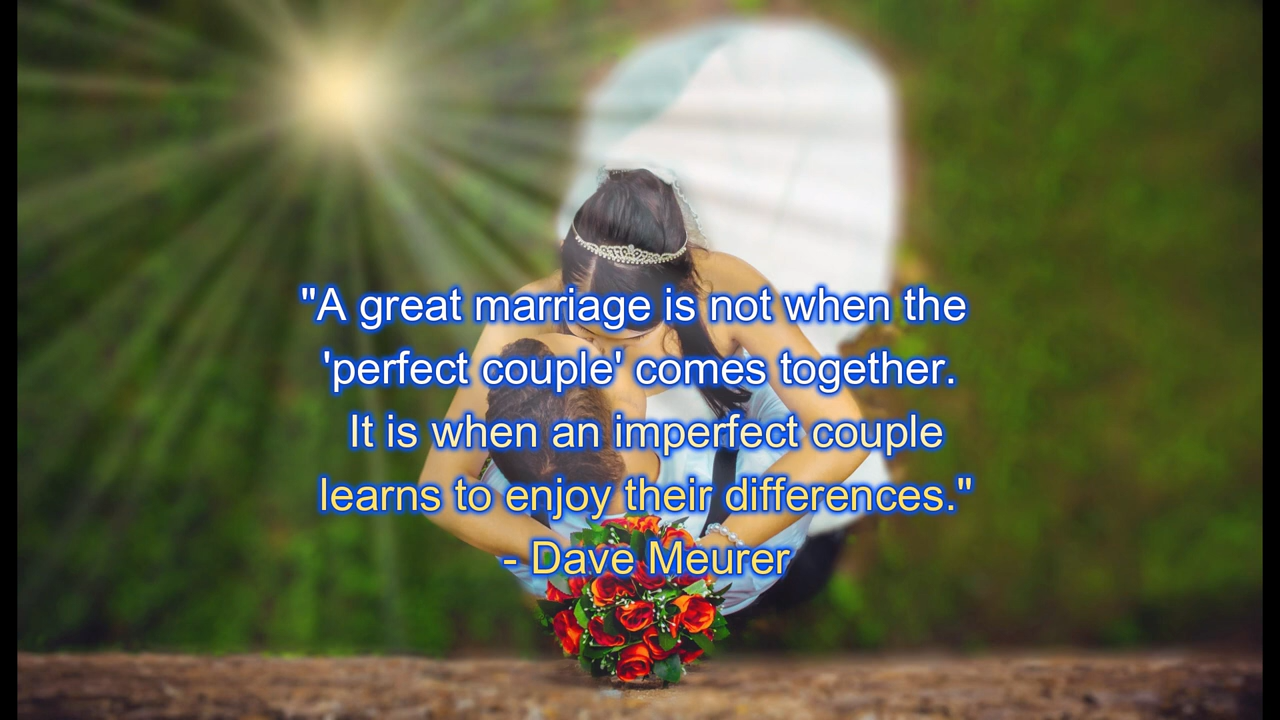 "A great marriage is not when the
'perfect couple' comes together.
It is when an imperfect couple
learns to enjoy their differences."
- Dave Meurer